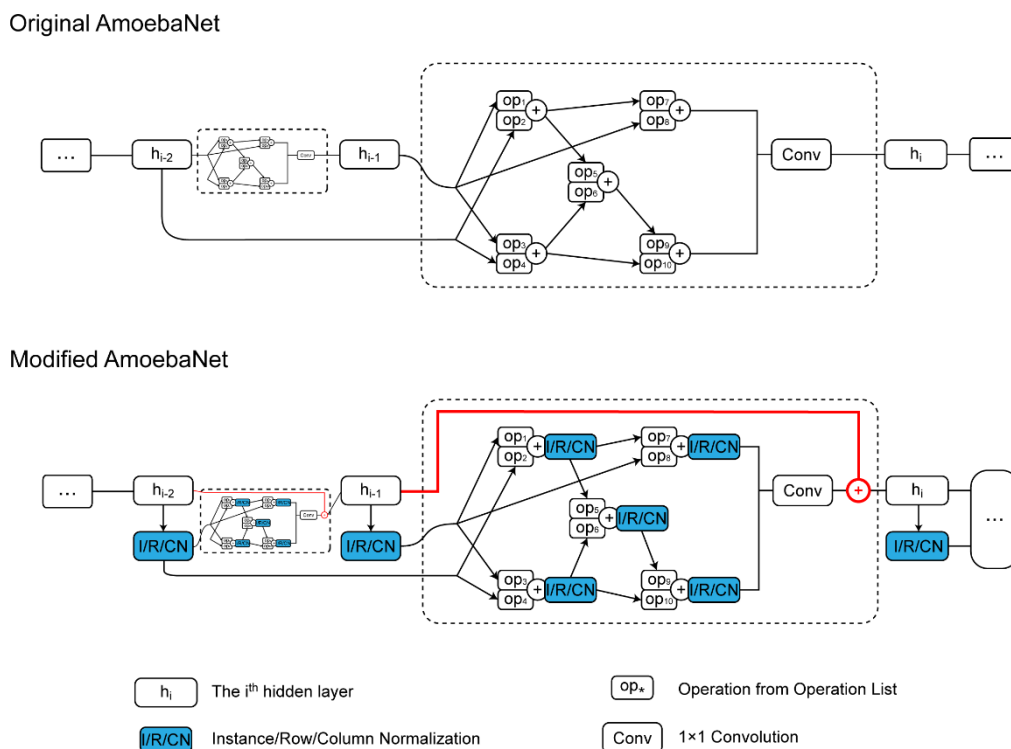 Original AmoebaNet
op₁
op₂
op₇
op₈
...
hᵢ₋₂
Conv
hᵢ₋₁
op₅
op₆
Conv
hᵢ
...
op₃
op₄
op₉
op₁₀
Modified AmoebaNet
op₁
op₂
I/R/CN
op₇
op₈
I/R/CN
...
hᵢ₋₂
Conv
hᵢ₋₁
op₅
op₆
I/R/CN
Conv
hᵢ
...
I/R/CN
I/R/CN
I/R/CN
op₃
op₄
I/R/CN
op₉
op₁₀
I/R/CN
hᵢ The iᵗʰ hidden layer
op* Operation from Operation List
I/R/CN Instance/Row/Column Normalization
Conv 1×1 Convolution